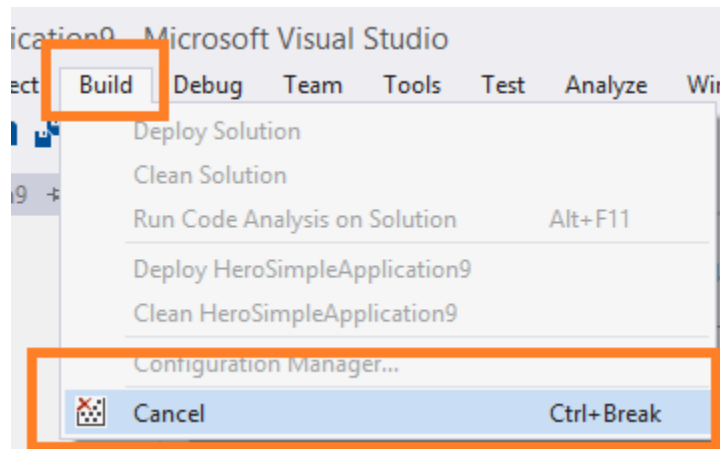 ication9 - Microsoft Visual Studio
ect Build Debug Team Tools Test Analyze Wi
Deploy Solution
n9
Clean Solution
Run Code Analysis on Solution Alt+F11
Deploy HeroSimpleApplication9
Clean HeroSimpleApplication9
Configuration Manager...
Cancel Ctrl+Break